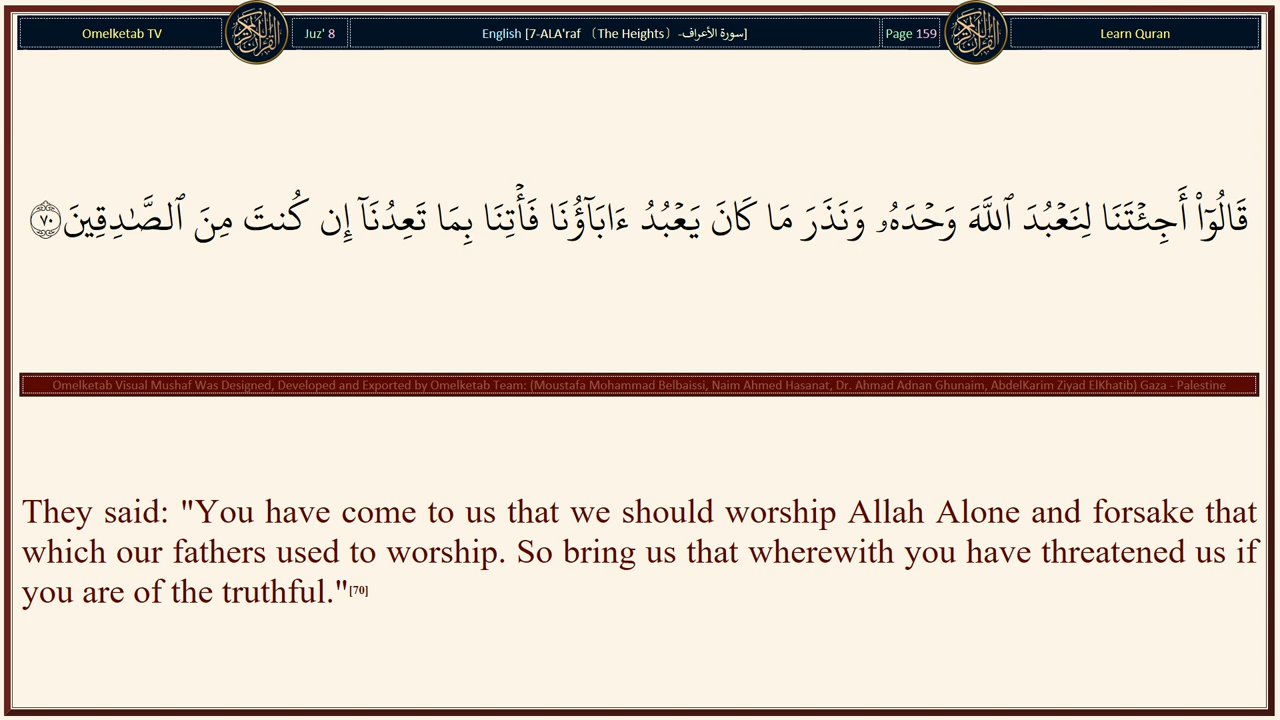 Omelketab TV
Juz' 8
English [7-ALA'raf （The Heights）-سورة الأعراف]
Page 159
Learn Quran
قَالُوٓا۟ أَجِئْتَنَا لِنَعْبُدَ ٱللَّهَ وَحْدَهُۥ وَنَذَرَ مَا كَانَ يَعْبُدُ ءَابَآؤُنَا فَأْتِنَا بِمَا تَعِدُنَآ إِن كُنتَ مِنَ ٱلصَّـٰدِقِينَ ٧٠
Omelketab Visual Mushaf Was Designed, Developed and Exported by Omelketab Team: (Moustafa Mohammad Belbaissi, Naim Ahmed Hasanat, Dr. Ahmad Adnan Ghunaim, AbdelKarim Ziyad ElKhatib) Gaza - Palestine
They said: "You have come to us that we should worship Allah Alone and forsake that
which our fathers used to worship. So bring us that wherewith you have threatened us if
you are of the truthful."[70]